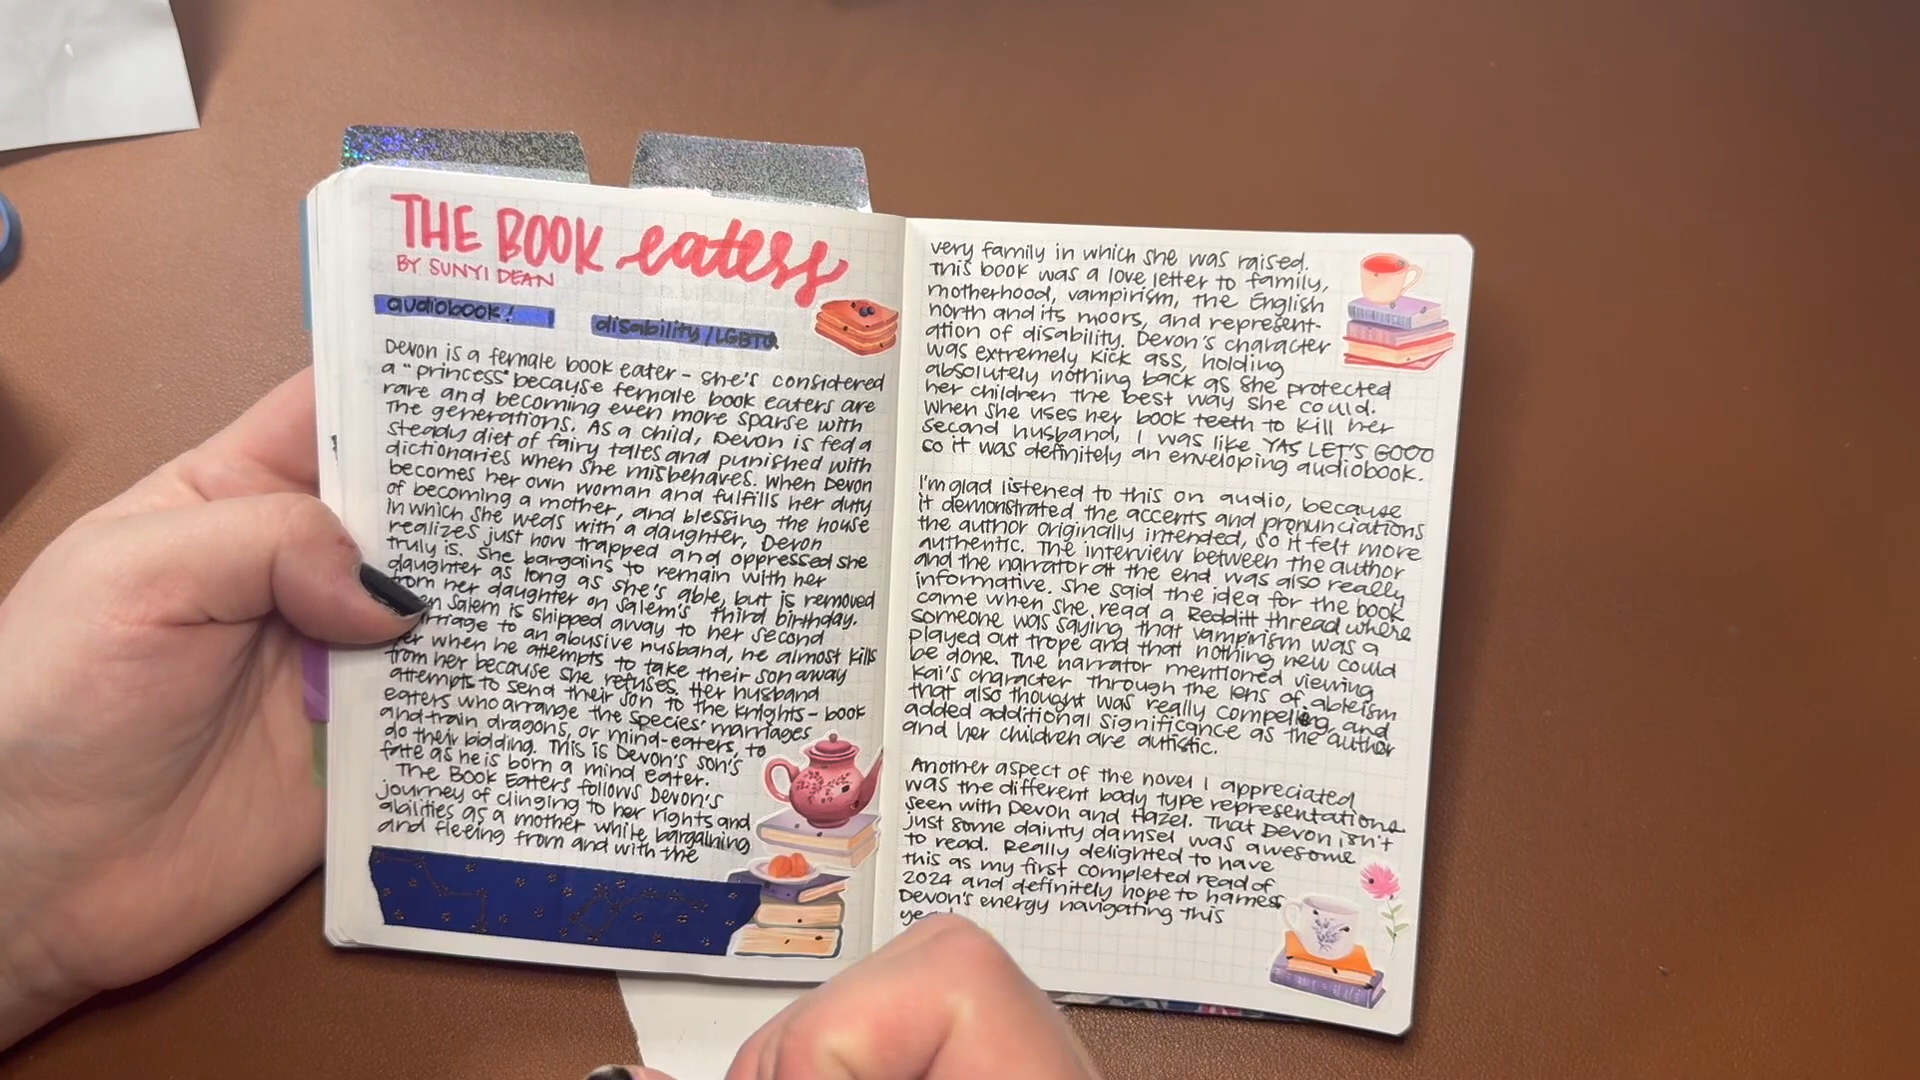 THE BOOK eaters
BY SUNYI DEAN
audiobook!
disability/LGBTQ
Devon is a female book eater - she's considered
a "princess" because female book eaters are
rare and becoming even more sparse with
the generations. As a child, Devon is fed a
steady diet of fairy tales and punished with
dictionaries when she misbehaves. When Devon
becomes her own woman and fulfills her duty
of becoming a mother, and blessing the house
in which she weds with a daughter, Devon
realizes just how trapped and oppressed she
truly is. She bargains to remain with her
daughter as long as she's able, but is removed
from her daughter on Salem's third birthday.
Salem is shipped away to her second
to an abusive husband, he almost kills
her when he attempts to take their son away
from her because she refuses. Her husband
attempts to send their son to the Knights - book
eaters who arrange the species' marriages
and train dragons, or mind-eaters, to
do their bidding. This is Devon's son's
fate as he is born a mind eater.
The Book Eaters follows Devon's
journey of clinging to her rights and
abilities as a mother while bargaining
and fleeing from and with the
very family in which she was raised.
This book was a love letter to family,
motherhood, vampirism, the English
north and its moors, and represent-
ation of disability. Devon's character
was extremely kick ass, holding
absolutely nothing back as she protected
her children the best way she could.
When she uses her book teeth to kill her
second husband, I was like YAS LET'S GOOO
so it was definitely an enveloping audiobook.
I'm glad listened to this on audio, because
it demonstrated the accents and pronunciations
the author originally intended, so it felt more
authentic. The interview between the author
and the narrator at the end was also really
informative. She said the idea for the book
came when she read a Redditt thread where
someone was saying that vampirism was a
played out trope and that nothing new could
be done. The narrator mentioned viewing
Kai's character through the lens of ableism
that also thought was really compelling, and
added additional significance as the author
and her children are autistic.
Another aspect of the novel I appreciated
was the different body type representations
seen with Devon and Hazel. That Devon isn't
just some dainty damsel was awesome
to read. Really delighted to have
this as my first completed read of
2024 and definitely hope to harness
Devon's energy navigating this